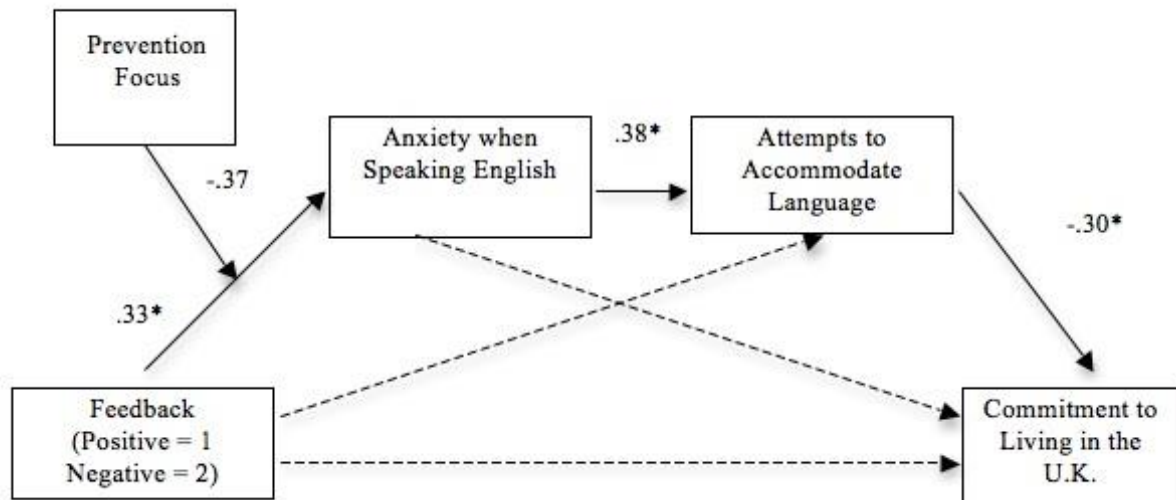 Prevention
Focus
-.37
Anxiety when
Speaking English
.38*
Attempts to
Accommodate
Language
-.30*
.33*
Feedback
(Positive = 1
Negative = 2)
Commitment to
Living in the
U.K.